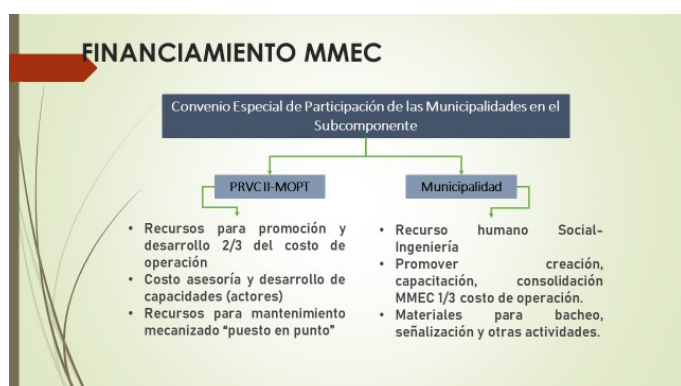 FINANCIAMIENTO MMEC
Convenio Especial de Participación de las Municipalidades en el
Subcomponente
PRVC II-MOPT
Municipalidad
• Recursos para promoción y
desarrollo 2/3 del costo de
operación
• Costo asesoría y desarrollo de
capacidades (actores)
• Recursos para mantenimiento
mecanizado “puesto en punto”
• Recurso humano Social-
Ingeniería
• Promover creación,
capacitación, consolidación
MMEC 1/3 costo de operación.
• Materiales para bacheo,
señalización y otras actividades.